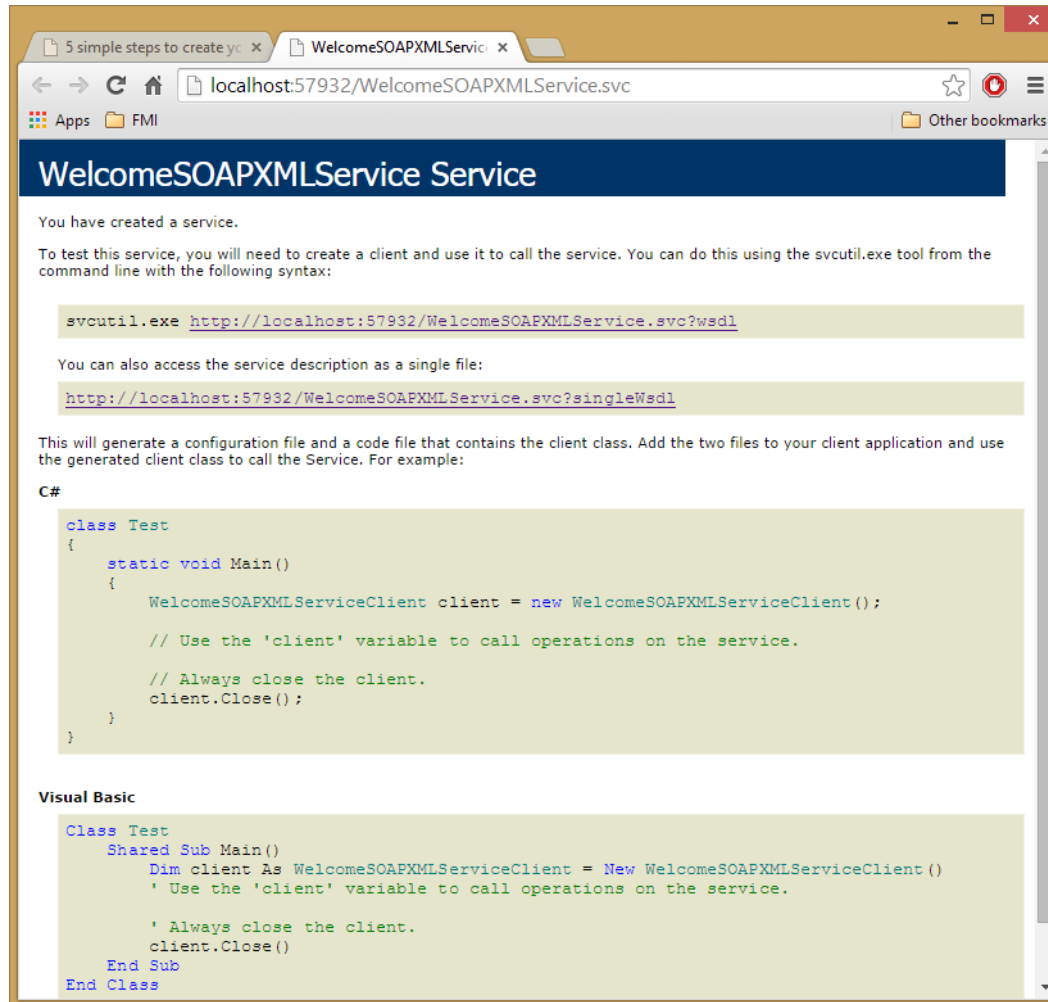 5 simple steps to create yo
WelcomeSOAPXMLServic
localhost:57932/WelcomeSOAPXMLService.svc
Apps FMI Other bookmarks
WelcomeSOAPXMLService Service
You have created a service.
To test this service, you will need to create a client and use it to call the service. You can do this using the svcutil.exe tool from the
command line with the following syntax:
svcutil.exe http://localhost:57932/WelcomeSOAPXMLService.svc?wsdl
You can also access the service description as a single file:
http://localhost:57932/WelcomeSOAPXMLService.svc?singleWsdl
This will generate a configuration file and a code file that contains the client class. Add the two files to your client application and use
the generated client class to call the Service. For example:
C#
class Test
{
    static void Main()
    {
        WelcomeSOAPXMLServiceClient client = new WelcomeSOAPXMLServiceClient();
        // Use the 'client' variable to call operations on the service.
        // Always close the client.
        client.Close();
    }
}
Visual Basic
Class Test
    Shared Sub Main()
        Dim client As WelcomeSOAPXMLServiceClient = New WelcomeSOAPXMLServiceClient()
        ' Use the 'client' variable to call operations on the service.
        ' Always close the client.
        client.Close()
    End Sub
End Class